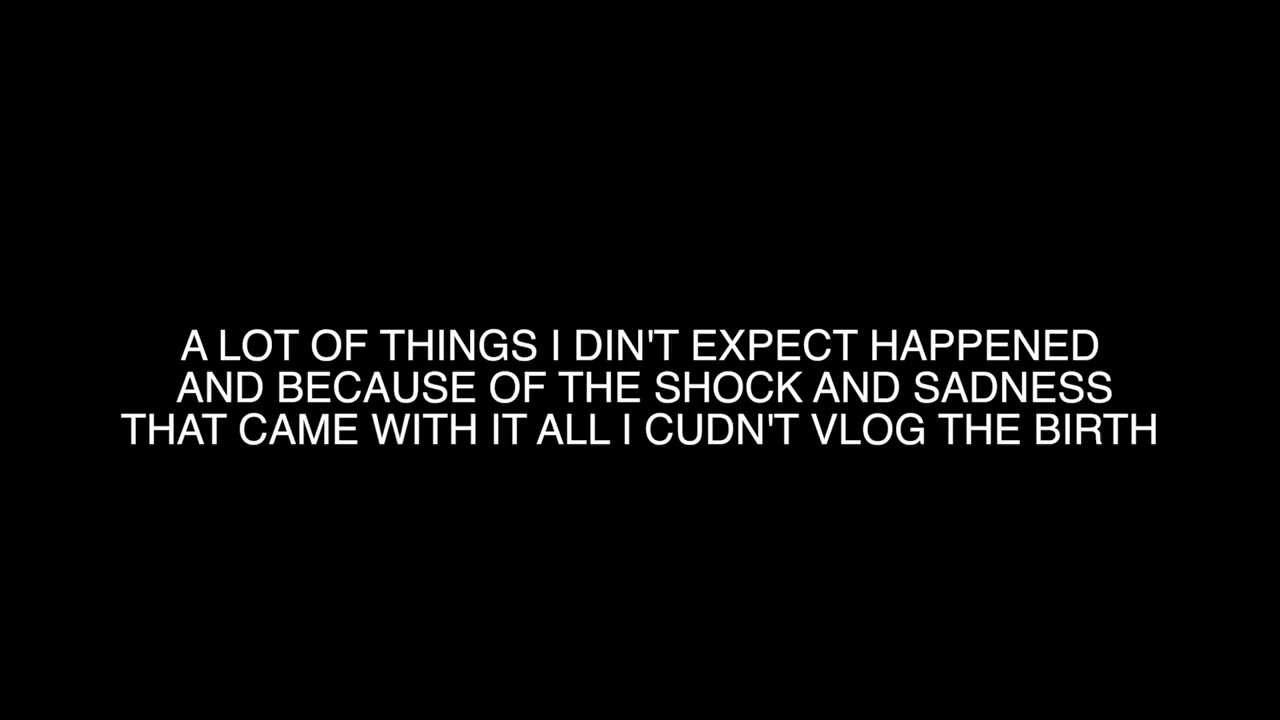 A LOT OF THINGS I DIN'T EXPECT HAPPENED
AND BECAUSE OF THE SHOCK AND SADNESS
THAT CAME WITH IT ALL I CUDN'T VLOG THE BIRTH